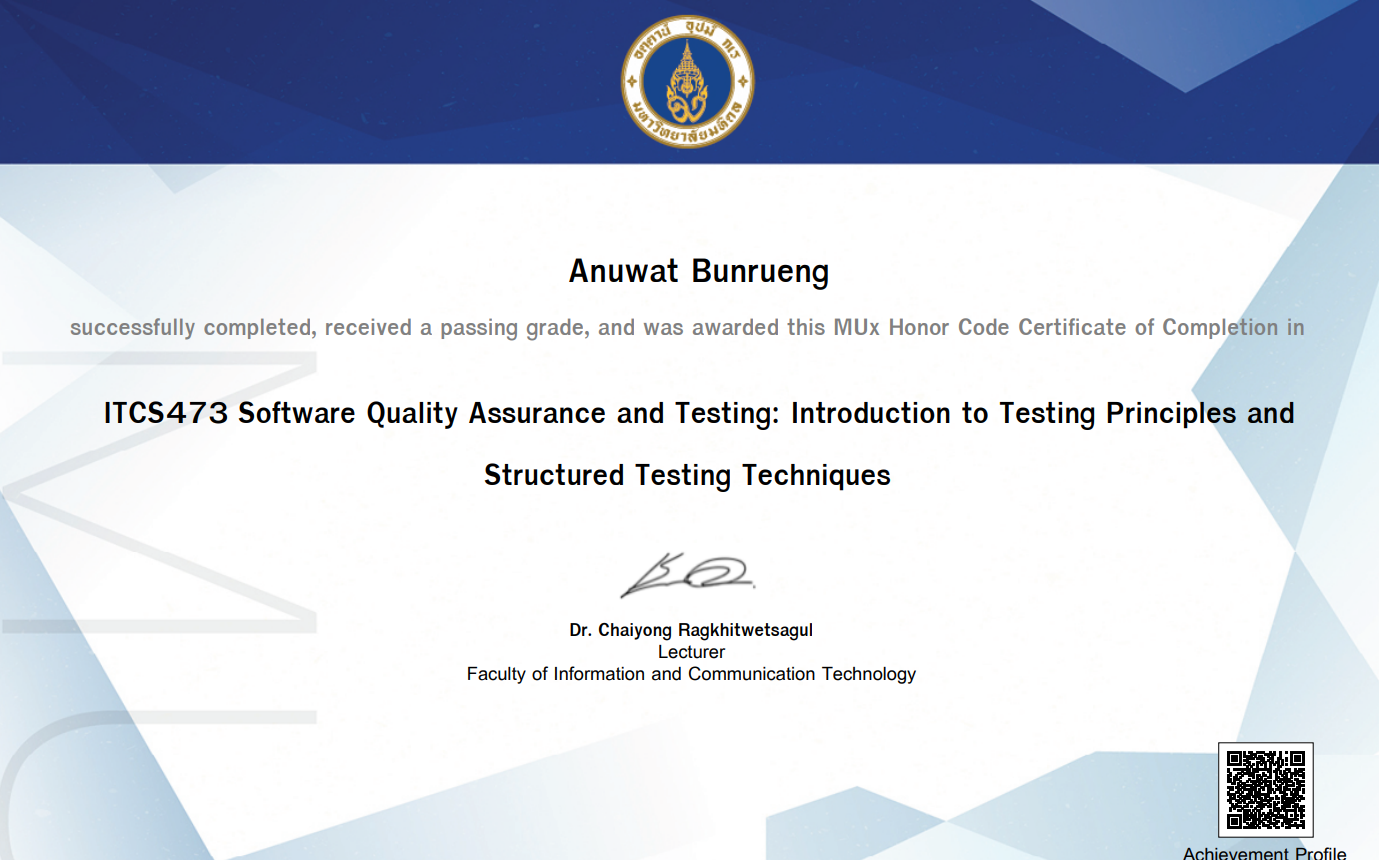 อตฺตานํ อุปมํ กเร
มหาวิทยาลัยมหิดล
Anuwat Bunrueng
successfully completed, received a passing grade, and was awarded this MUx Honor Code Certificate of Completion in
ITCS473 Software Quality Assurance and Testing: Introduction to Testing Principles and
Structured Testing Techniques
Dr. Chaiyong Ragkhitwetsagul
Lecturer
Faculty of Information and Communication Technology
Achievement Profile